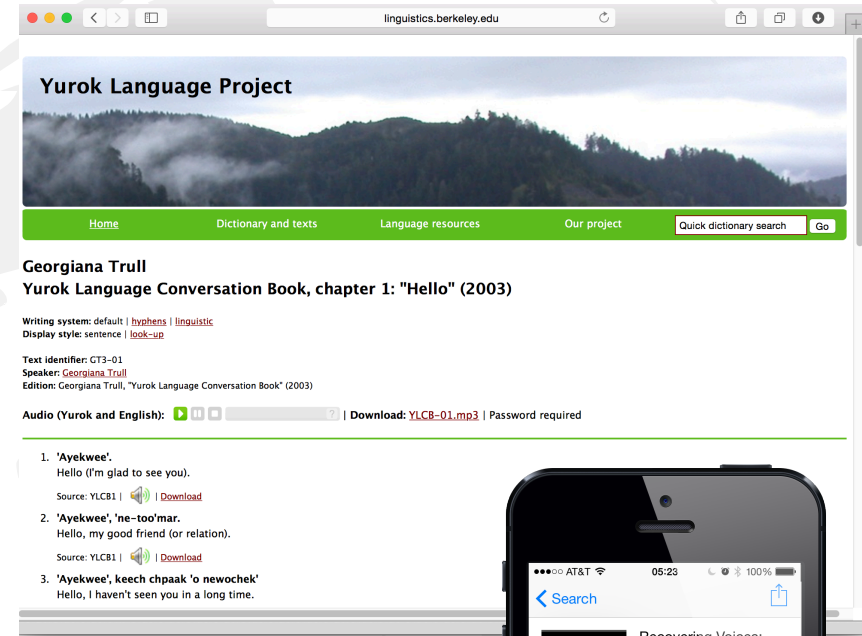 linguistics.berkeley.edu
Yurok Language Project
Home Dictionary and texts Language resources Our project Quick dictionary search Go
Georgiana Trull
Yurok Language Conversation Book, chapter 1: "Hello" (2003)
Writing system: default | hyphens | linguistic
Display style: sentence | look-up
Text identifier: GT3-01
Speaker: Georgiana Trull
Edition: Georgiana Trull, "Yurok Language Conversation Book" (2003)
Audio (Yurok and English): ? | Download: YLCB-01.mp3 | Password required
1. 'Ayekwee'.
Hello (I'm glad to see you).
Source: YLCB1 | | Download
2. 'Ayekwee', 'ne-too'mar.
Hello, my good friend (or relation).
Source: YLCB1 | | Download
3. 'Ayekwee', keech chpaak 'o newochek'
Hello, I haven't seen you in a long time.
AT&T 05:23 100%
Search
Recovering Voices: